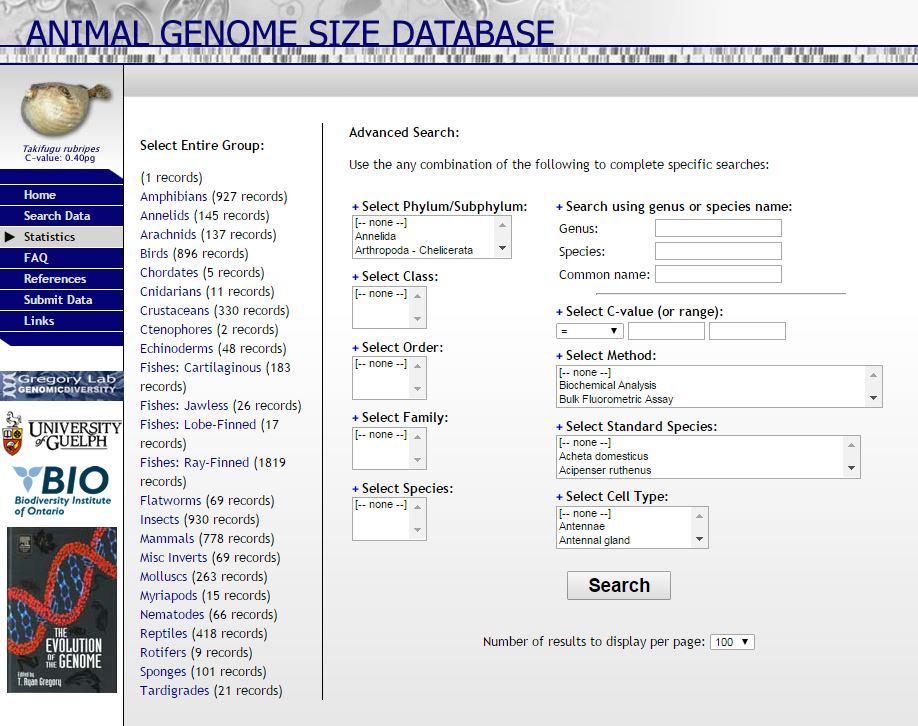 ANIMAL GENOME SIZE DATABASE
Takifugu rubripes
C-value: 0.40pg
Home
Search Data
Statistics
FAQ
References
Submit Data
Links
Gregory Lab
GENOMICDIVERSITY
UNIVERSITY
of GUELPH
BIO
Biodiversity Institute
of Ontario
THE
EVOLUTION
OF THE
GENOME
Edited by
T. Ryan Gregory
Select Entire Group:
(1 records)
Amphibians (927 records)
Annelids (145 records)
Arachnids (137 records)
Birds (896 records)
Chordates (5 records)
Cnidarians (11 records)
Crustaceans (330 records)
Ctenophores (2 records)
Echinoderms (48 records)
Fishes: Cartilaginous (183
records)
Fishes: Jawless (26 records)
Fishes: Lobe-Finned (17
records)
Fishes: Ray-Finned (1819
records)
Flatworms (69 records)
Insects (930 records)
Mammals (778 records)
Misc Inverts (69 records)
Molluscs (263 records)
Myriapods (15 records)
Nematodes (66 records)
Reptiles (418 records)
Rotifers (9 records)
Sponges (101 records)
Tardigrades (21 records)
Advanced Search:
Use the any combination of the following to complete specific searches:
+ Select Phylum/Subphylum:
[-- none --]
Annelida
Arthropoda - Chelicerata
+ Select Class:
[-- none --]
+ Select Order:
[-- none --]
+ Select Family:
[-- none --]
+ Select Species:
[-- none --]
+ Search using genus or species name:
Genus:
Species:
Common name:
+ Select C-value (or range):
=
+ Select Method:
[-- none --]
Biochemical Analysis
Bulk Fluorometric Assay
+ Select Standard Species:
[-- none --]
Acheta domesticus
Acipenser ruthenus
+ Select Cell Type:
[-- none --]
Antennae
Antennal gland
Search
Number of results to display per page: 100